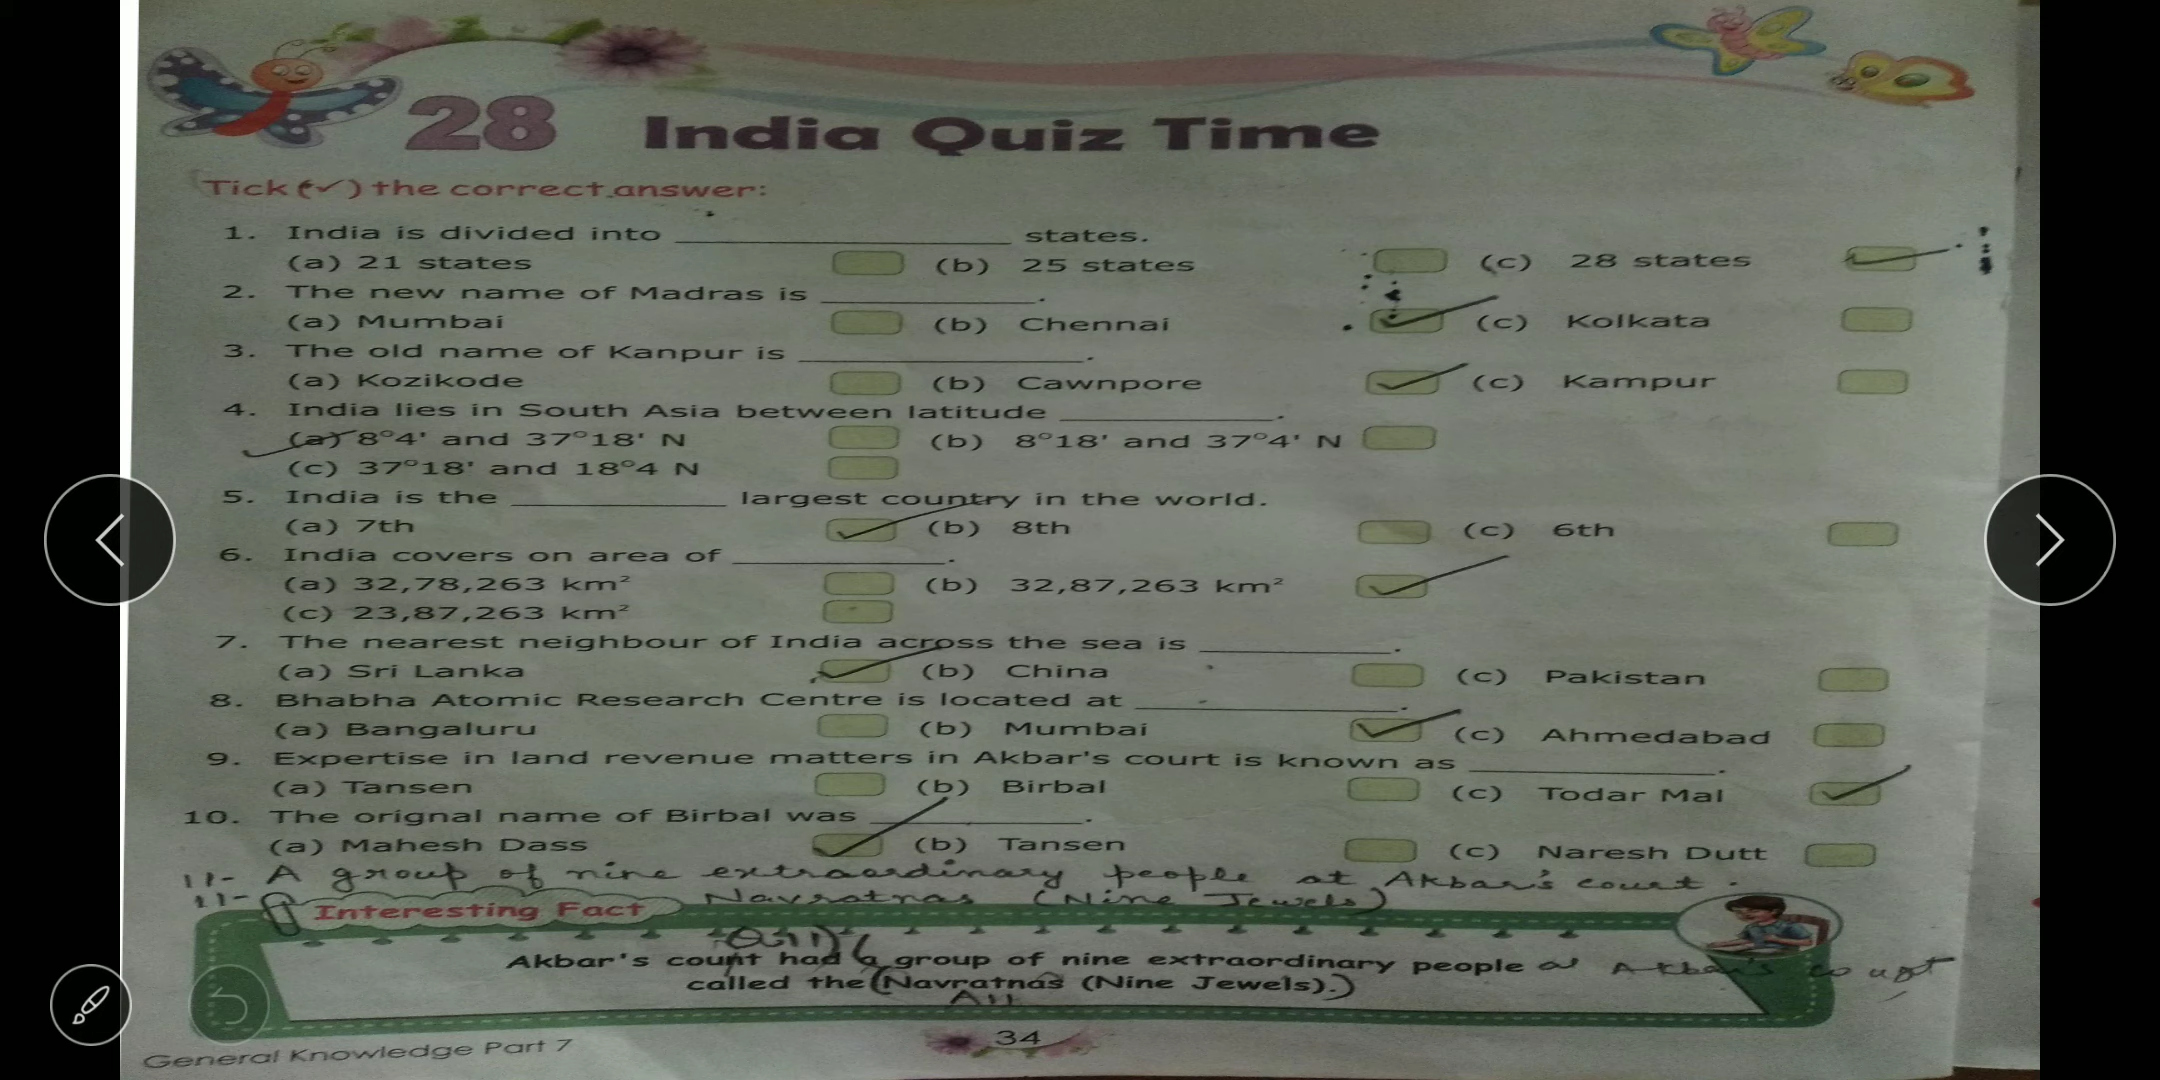 28 India Quiz Time
Tick (✓) the correct answer:
1. India is divided into ____________ states.
(a) 21 states (b) 25 states (c) 28 states
2. The new name of Madras is ____________.
(a) Mumbai (b) Chennai (c) Kolkata
3. The old name of Kanpur is ____________.
(a) Kozikode (b) Cawnpore (c) Kampur
4. India lies in South Asia between latitude ____________.
(a) 8°4' and 37°18' N (b) 8°18' and 37°4' N
(c) 37°18' and 18°4 N
5. India is the ____________ largest country in the world.
(a) 7th (b) 8th (c) 6th
6. India covers on area of ____________.
(a) 32,78,263 km² (b) 32,87,263 km²
(c) 23,87,263 km²
7. The nearest neighbour of India across the sea is ____________.
(a) Sri Lanka (b) China (c) Pakistan
8. Bhabha Atomic Research Centre is located at ____________.
(a) Bangaluru (b) Mumbai (c) Ahmedabad
9. Expertise in land revenue matters in Akbar's court is known as ____________.
(a) Tansen (b) Birbal (c) Todar Mal
10. The orignal name of Birbal was ____________.
(a) Mahesh Dass (b) Tansen (c) Naresh Dutt
11- A group of nine extraordinary people at Akbar's court.
11- Navratnas (Nine Jewels)
Interesting Fact
Q11)
Akbar's count had a group of nine extraordinary people at Akbar's court
called the (Navratnas (Nine Jewels).)
A11
34
General Knowledge Part 7